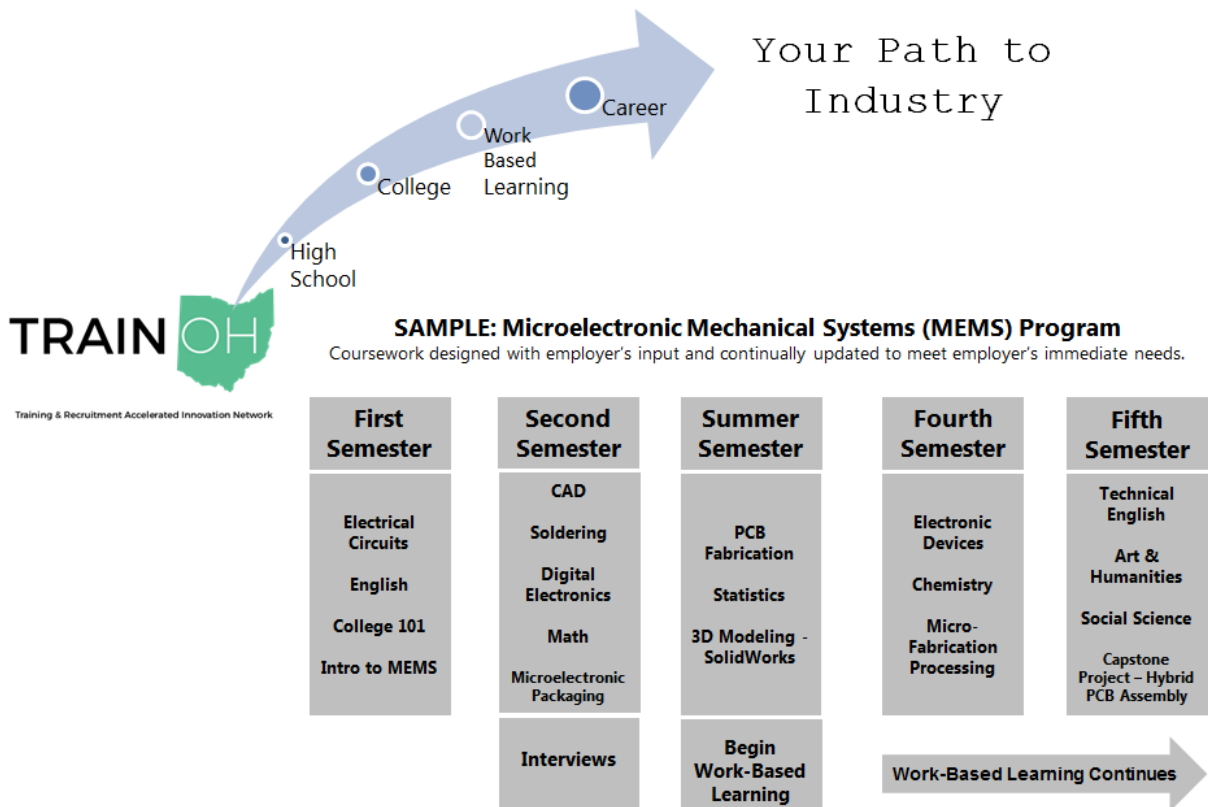 Your Path to
Industry
Career
Work
Based
Learning
College
High
School
TRAIN OH
Training & Recruitment Accelerated Innovation Network
SAMPLE: Microelectronic Mechanical Systems (MEMS) Program
Coursework designed with employer's input and continually updated to meet employer's immediate needs.
First
Semester
Electrical
Circuits
English
College 101
Intro to MEMS
Second
Semester
CAD
Soldering
Digital
Electronics
Math
Microelectronic
Packaging
Interviews
Summer
Semester
PCB
Fabrication
Statistics
3D Modeling -
SolidWorks
Begin
Work-Based
Learning
Fourth
Semester
Electronic
Devices
Chemistry
Micro-
Fabrication
Processing
Fifth
Semester
Technical
English
Art &
Humanities
Social Science
Capstone
Project – Hybrid
PCB Assembly
Work-Based Learning Continues